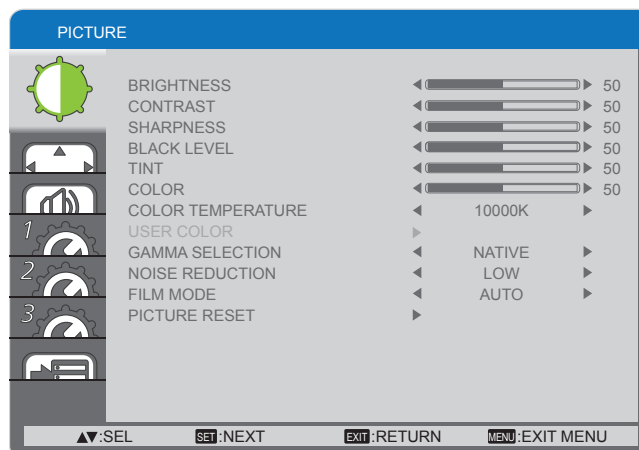 PICTURE
BRIGHTNESS 50
CONTRAST 50
SHARPNESS 50
BLACK LEVEL 50
TINT 50
COLOR 50
COLOR TEMPERATURE 10000K
USER COLOR
GAMMA SELECTION NATIVE
NOISE REDUCTION LOW
FILM MODE AUTO
PICTURE RESET
1
2
3
:SEL SET:NEXT EXIT:RETURN MENU:EXIT MENU